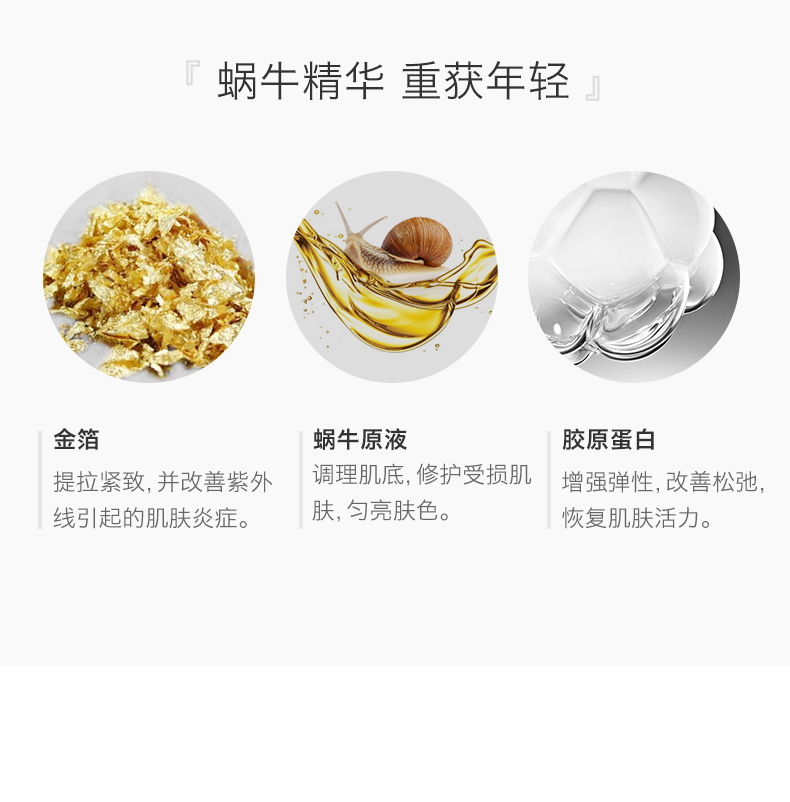 『蜗牛精华 重获年轻』
金箔
提拉紧致, 并改善紫外
线引起的肌肤炎症。
蜗牛原液
调理肌底, 修护受损肌
肤, 匀亮肤色。
胶原蛋白
增强弹性, 改善松弛,
恢复肌肤活力。